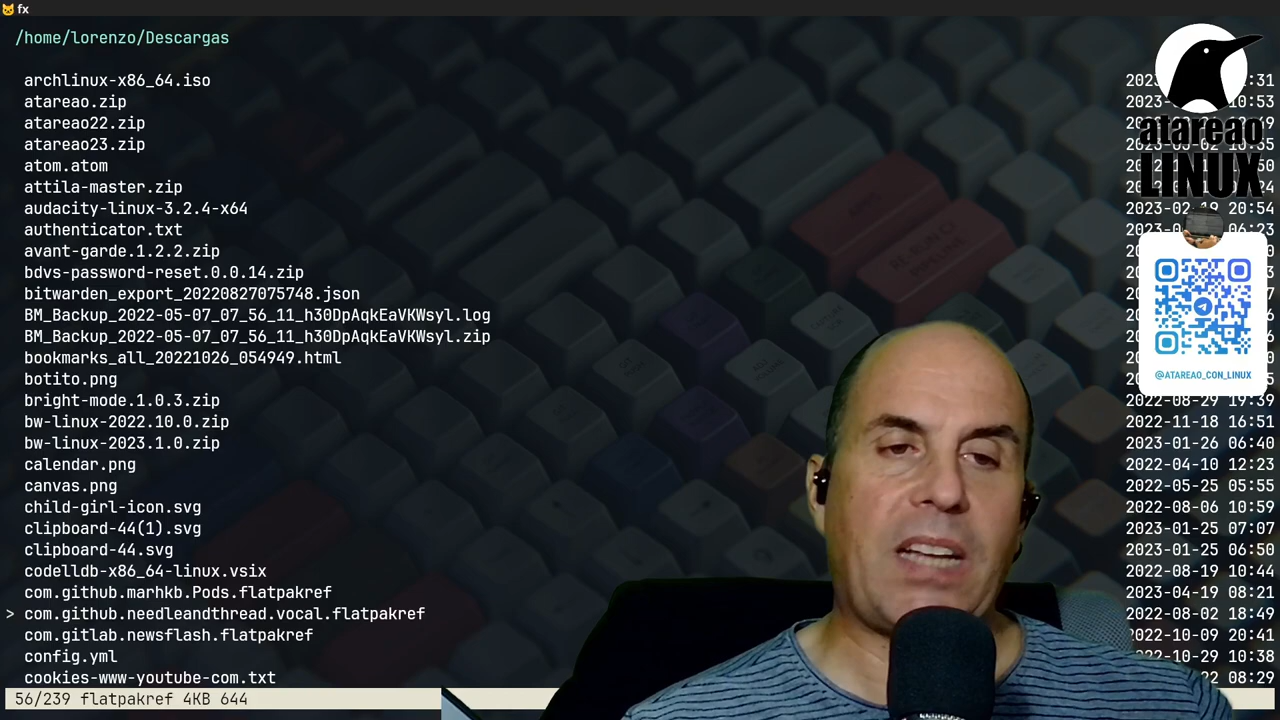 fx
/home/lorenzo/Descargas
archlinux-x86_64.iso
atareao.zip 10:53
atareao22.zip
atareao23.zip
atom.atom
attila-master.zip
audacity-linux-3.2.4-x64 2023-02-19 20:54
authenticator.txt 06:23
avant-garde.1.2.2.zip
bdvs-password-reset.0.0.14.zip
bitwarden_export_20220827075748.json
BM_Backup_2022-05-07_07_56_11_h30DpAqkEaVKWsyl.log
BM_Backup_2022-05-07_07_56_11_h30DpAqkEaVKWsyl.zip
bookmarks_all_20221026_054949.html
botito.png
bright-mode.1.0.3.zip 2022-08-29 19:39
bw-linux-2022.10.0.zip 2022-11-18 16:51
bw-linux-2023.1.0.zip 2023-01-26 06:40
calendar.png 2022-04-10 12:23
canvas.png 2022-05-25 05:55
child-girl-icon.svg 2022-08-06 10:59
clipboard-44(1).svg 2023-01-25 07:07
clipboard-44.svg 2023-01-25 06:50
codelldb-x86_64-linux.vsix 2022-08-19 10:44
com.github.marhkb.Pods.flatpakref 2023-04-19 08:21
> com.github.needleandthread.vocal.flatpakref 2022-08-02 18:49
com.gitlab.newsflash.flatpakref 2022-10-09 20:41
config.yml 2022-10-29 10:38
cookies-www-youtube-com.txt 08:29
56/239 flatpakref 4KB 644
atareao
LINUX
@ATAREAO_CON_LINUX